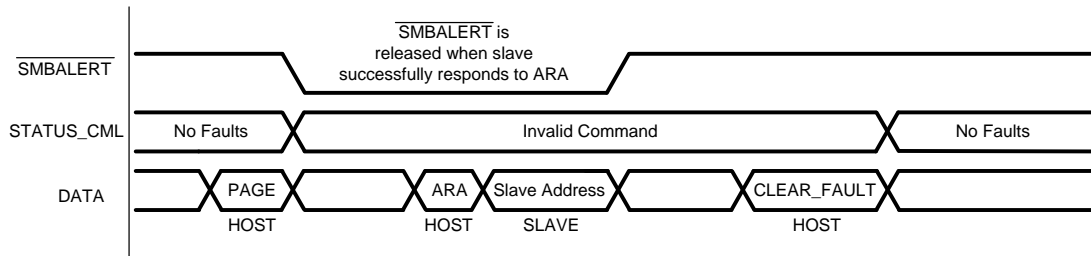 SMBALERT is
released when slave
successfully responds to ARA
SMBALERT
STATUS_CML
No Faults
Invalid Command
No Faults
DATA
PAGE
ARA
Slave Address
CLEAR_FAULT
HOST
HOST
SLAVE
HOST